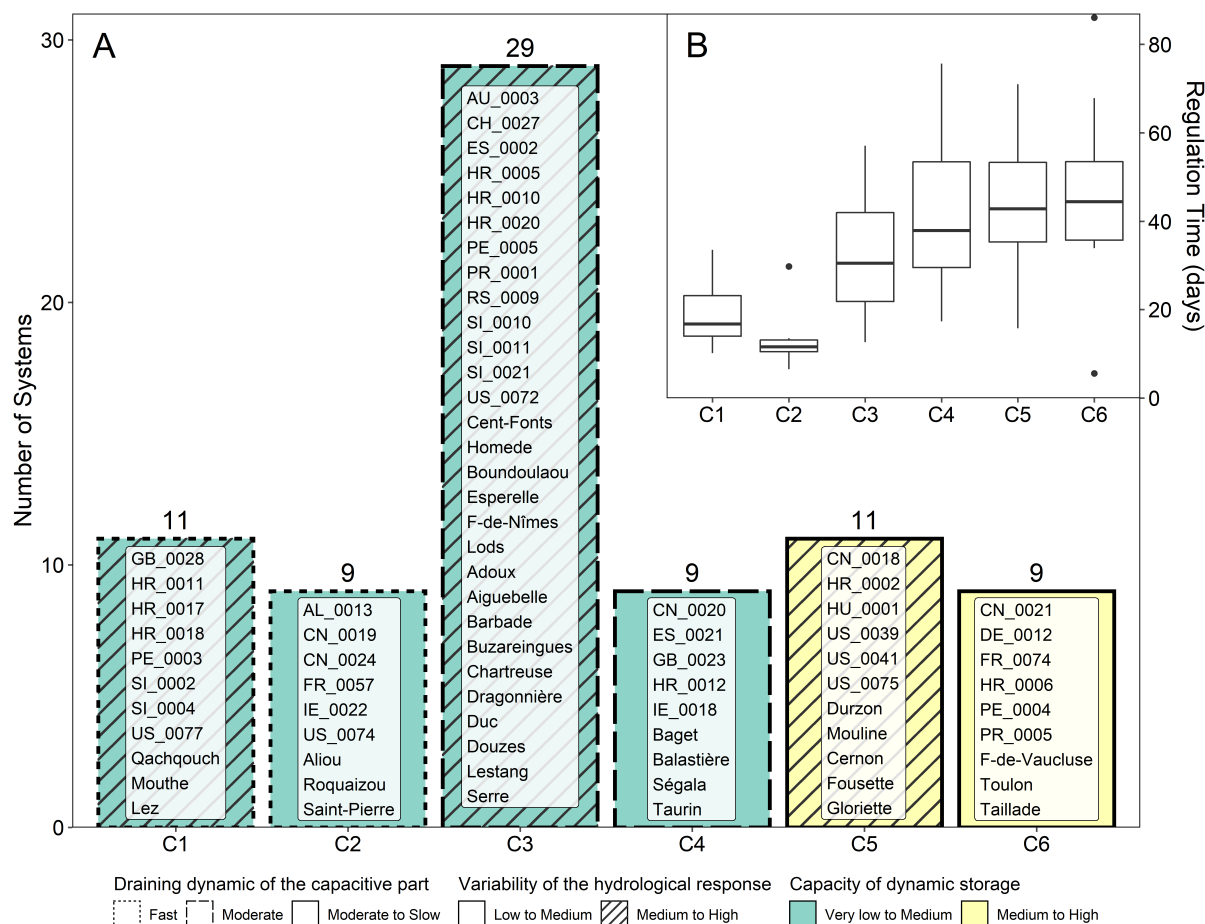 A
B
Number of Systems
30
20
10
0
11
GB_0028
HR_0011
HR_0017
HR_0018
PE_0003
SI_0002
SI_0004
US_0077
Qachqouch
Mouthe
Lez
C1
9
AL_0013
CN_0019
CN_0024
FR_0057
IE_0022
US_0074
Aliou
Roquaizou
Saint-Pierre
C2
29
AU_0003
CH_0027
ES_0002
HR_0005
HR_0010
HR_0020
PE_0005
PR_0001
RS_0009
SI_0010
SI_0011
SI_0021
US_0072
Cent-Fonts
Homede
Boundoulaou
Esperelle
F-de-Nîmes
Lods
Adoux
Aiguebelle
Barbade
Buzareingues
Chartreuse
Dragonnière
Duc
Douzes
Lestang
Serre
C3
9
CN_0020
ES_0021
GB_0023
HR_0012
IE_0018
Baget
Balastière
Ségala
Taurin
C4
11
CN_0018
HR_0002
HU_0001
US_0039
US_0041
US_0075
Durzon
Mouline
Cernon
Fousette
Gloriette
C5
9
CN_0021
DE_0012
FR_0074
HR_0006
PE_0004
PR_0005
F-de-Vaucluse
Toulon
Taillade
C6
80
60
40
20
0
Regulation Time (days)
C1 C2 C3 C4 C5 C6
Draining dynamic of the capacitive part
Fast Moderate Moderate to Slow
Variability of the hydrological response
Low to Medium Medium to High
Capacity of dynamic storage
Very low to Medium Medium to High